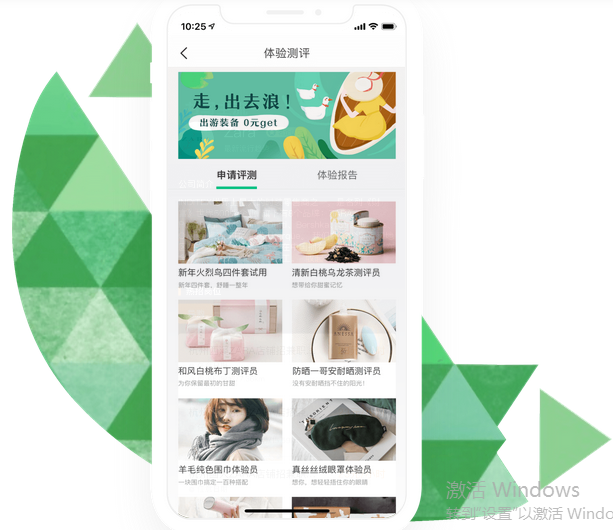 10:25
体验测评
走,出去浪!
出游装备 0元get
申请评测
体验报告
新年火烈鸟四件套试用
清新白桃乌龙茶测评员
新年四件套、舒睡一整年
想带给你甜蜜记忆
ANESSA
和风白桃布丁测评员
防晒一哥安耐晒测评员
为你保留最初的甘甜
没有安耐晒挡不住的阳光!
羊毛纯色围巾体验员
真丝丝绒眼罩体验员
一块围巾搞定一百种搭配
想你、想轻轻捂住你的眼睛
激活 Windows
转到"设置"以激活 Windo